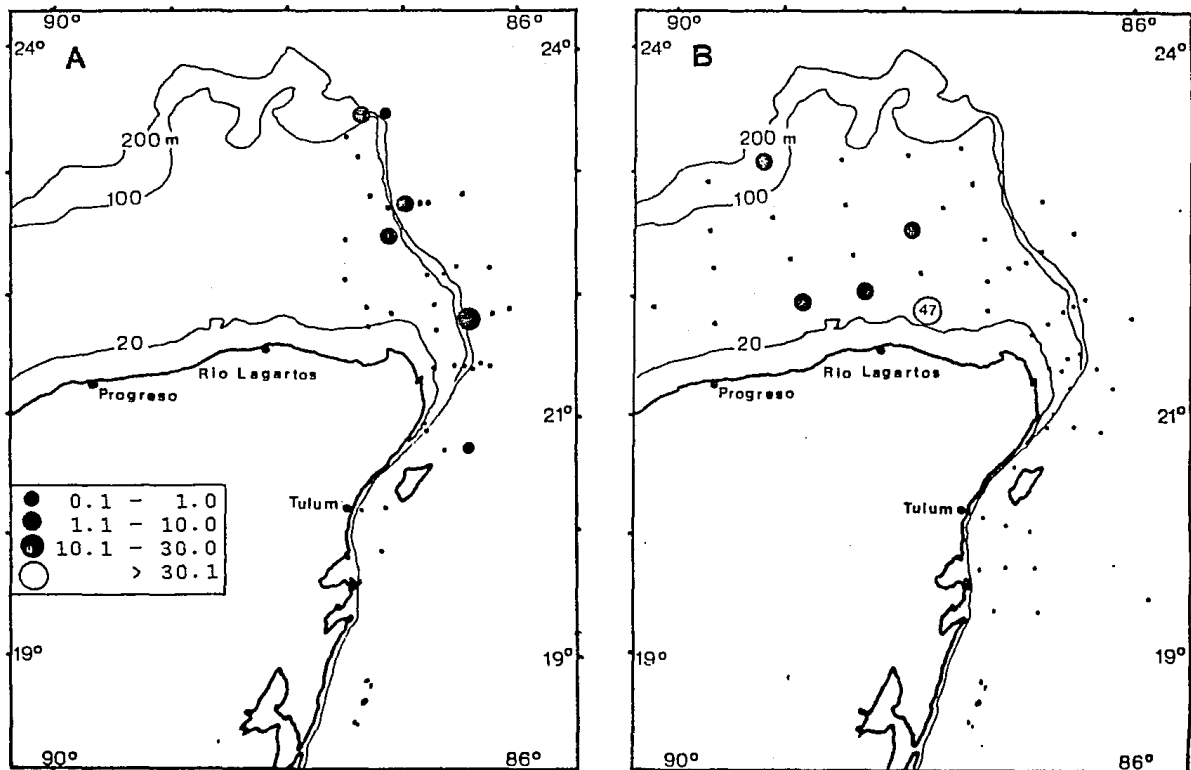 90° 86°
24° 24°
A
200 m
100
20
Rio Lagartos
Progreso
21°
Tulum
0.1 - 1.0
1.1 - 10.0
10.1 - 30.0
> 30.1
19° 19°
90° 86°
90° 86°
24° 24°
B
200 m
100
47
20
Rio Lagartos
Progreso
21°
Tulum
19° 19°
90° 86°